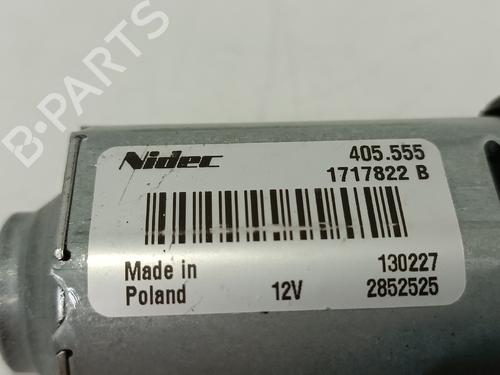 B-PARTS
Nidec 405.555
1717822 B
Made in 130227
Poland 12V 2852525